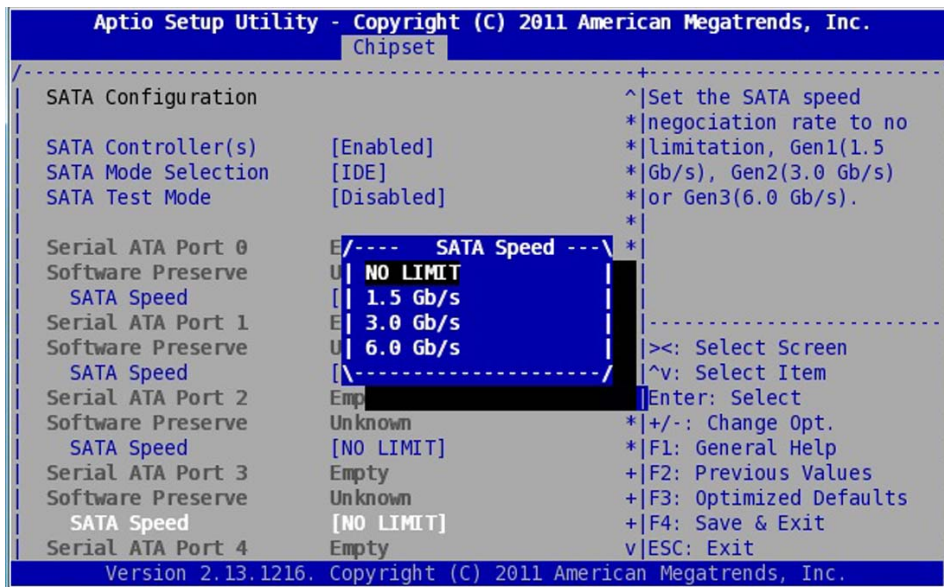 Aptio Setup Utility - Copyright (C) 2011 American Megatrends, Inc.
Chipset
SATA Configuration
SATA Controller(s) [Enabled]
SATA Mode Selection [IDE]
SATA Test Mode [Disabled]
Serial ATA Port 0 E
Software Preserve U
SATA Speed [
Serial ATA Port 1 E
Software Preserve U
SATA Speed [
Serial ATA Port 2 Emp
Software Preserve Unknown
SATA Speed [NO LIMIT]
Serial ATA Port 3 Empty
Software Preserve Unknown
SATA Speed [NO LIMIT]
Serial ATA Port 4 Empty
/---- SATA Speed ---\
NO LIMIT
1.5 Gb/s
3.0 Gb/s
6.0 Gb/s
Set the SATA speed
negociation rate to no
limitation, Gen1(1.5
Gb/s), Gen2(3.0 Gb/s)
or Gen3(6.0 Gb/s).
><: Select Screen
^v: Select Item
Enter: Select
+/-: Change Opt.
F1: General Help
F2: Previous Values
F3: Optimized Defaults
F4: Save & Exit
ESC: Exit
Version 2.13.1216. Copyright (C) 2011 American Megatrends, Inc.